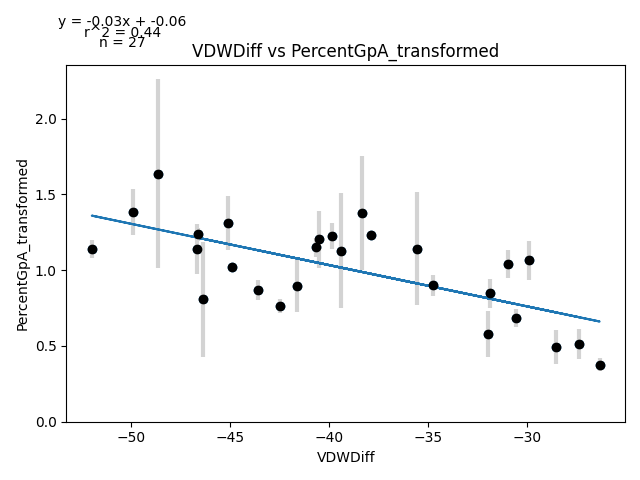 y = -0.03x + -0.06
r^2 = 0.44
n = 27
VDWDiff vs PercentGpA_transformed
2.0
1.5
1.0
0.5
0.0
PercentGpA_transformed
−50
−45
−40
−35
−30
VDWDiff